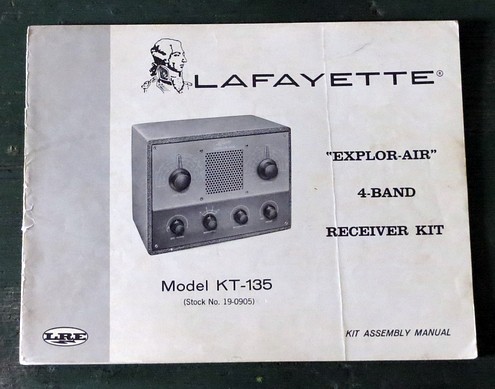 LAFAYETTE®
"EXPLOR-AIR"
4-BAND
RECEIVER KIT
Model KT-135
(Stock No. 19-0905)
LRE
KIT ASSEMBLY MANUAL